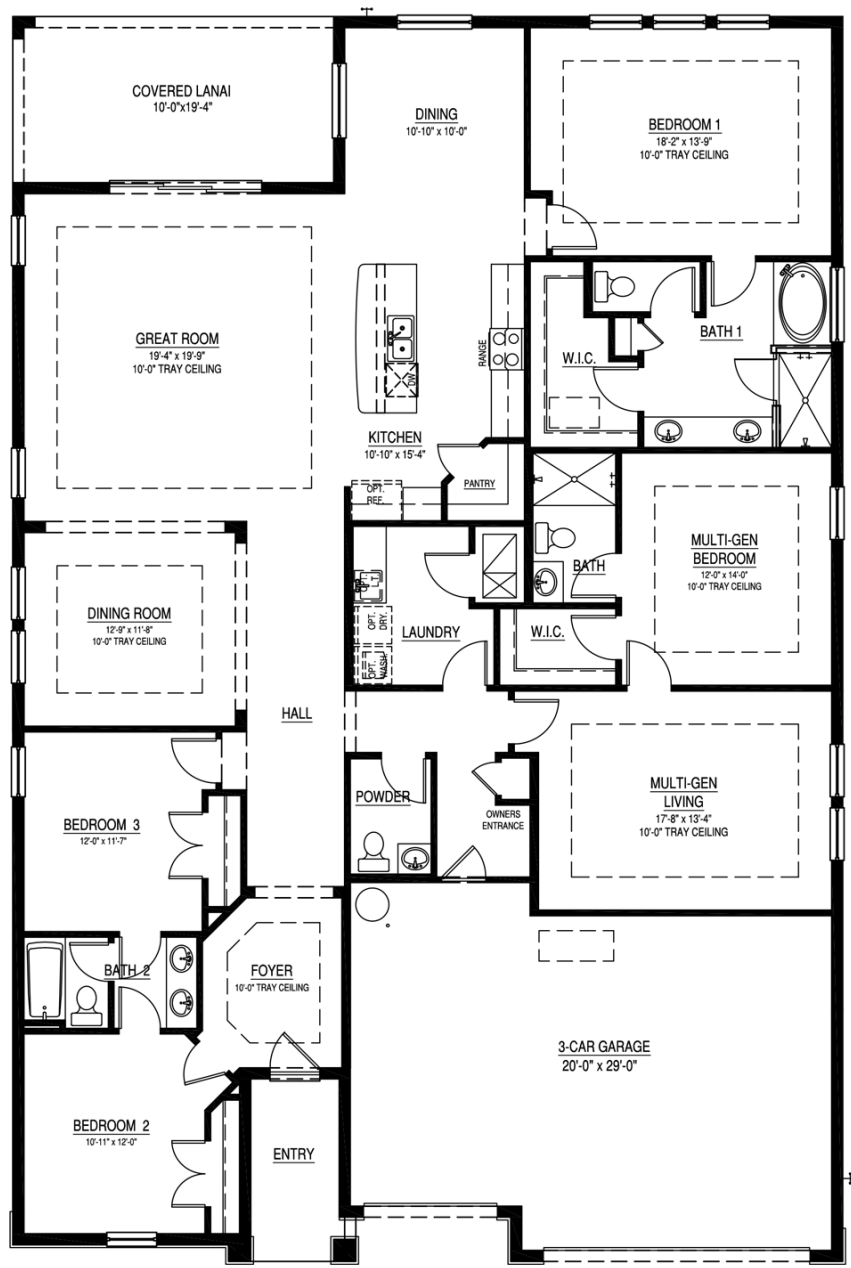 COVERED LANAI
10'-0"x19'-4"
DINING
10'-10" x 10'-0"
BEDROOM 1
18'-2" x 13'-9"
10'-0" TRAY CEILING
GREAT ROOM
19'-4" x 19'-9"
10'-0" TRAY CEILING
RANGE
DW
W.I.C.
BATH 1
KITCHEN
10'-10" x 15'-4"
OPT.
REF.
PANTRY
MULTI-GEN
BEDROOM
12'-0" x 14'-0"
10'-0" TRAY CEILING
BATH
OPT.
L.T.
DINING ROOM
12'-9" x 11'-8"
10'-0" TRAY CEILING
OPT.
DRY.
LAUNDRY
W.I.C.
OPT.
WASH.
HALL
MULTI-GEN
LIVING
17'-8" x 13'-4"
10'-0" TRAY CEILING
POWDER
OWNERS
ENTRANCE
BEDROOM 3
12'-0" x 11'-7"
BATH 2
FOYER
10'-0" TRAY CEILING
3-CAR GARAGE
20'-0" x 29'-0"
BEDROOM 2
10'-11" x 12'-0"
ENTRY